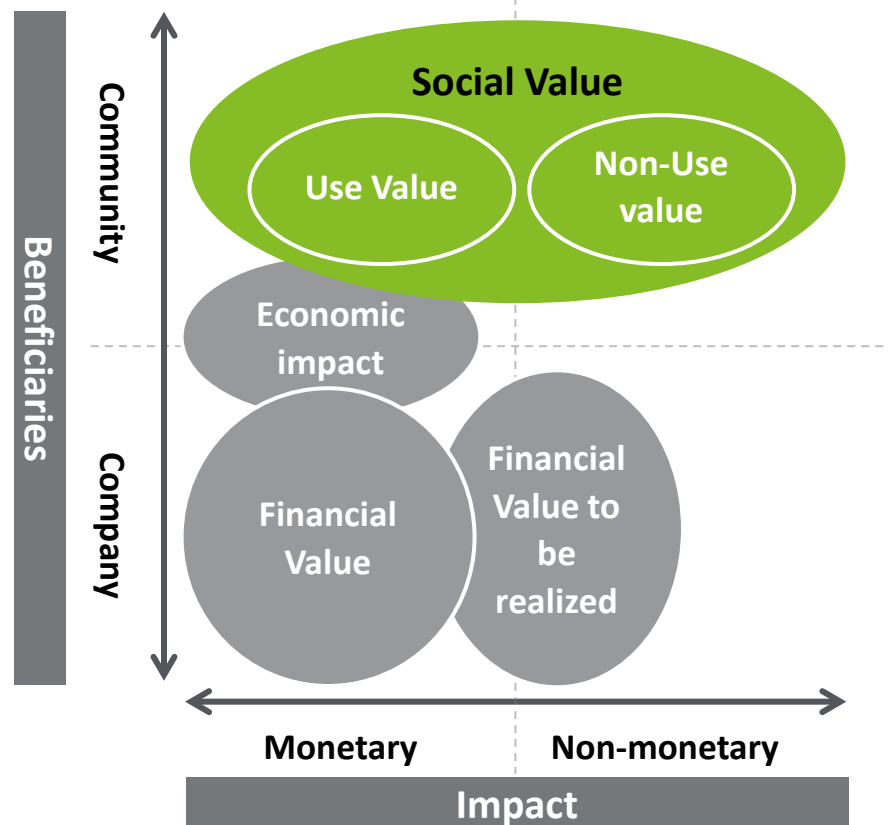 Beneficiaries
Community
Company
Social Value
Use Value
Non-Use
value
Economic
impact
Financial
Value
Financial
Value to
be
realized
Monetary
Non-monetary
Impact